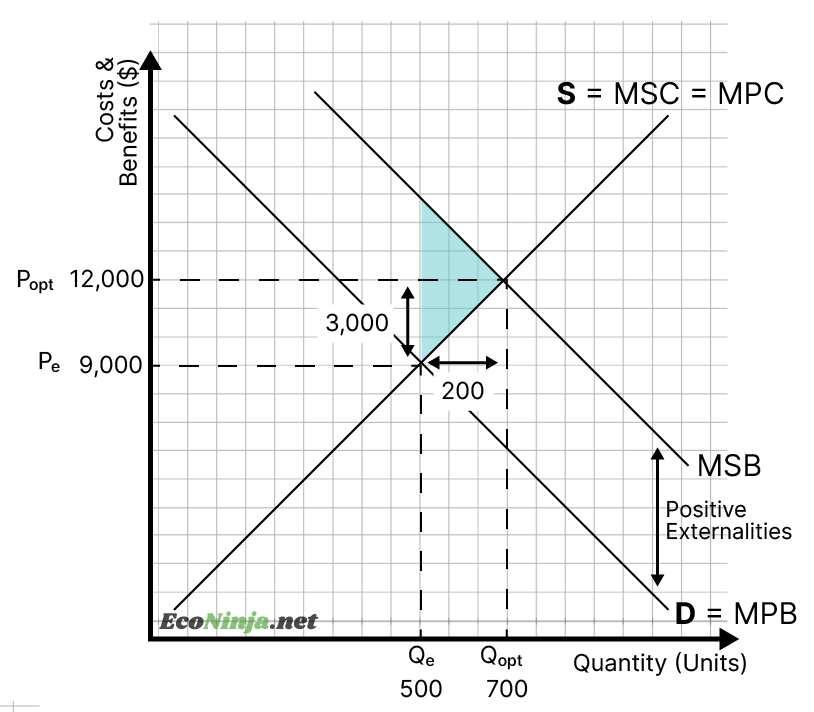 Costs &
Benefits ($)
S = MSC = MPC
Popt 12,000
3,000
Pe 9,000
200
MSB
Positive
Externalities
D = MPB
EcoNinja.net
Qe
Qopt
Quantity (Units)
500
700